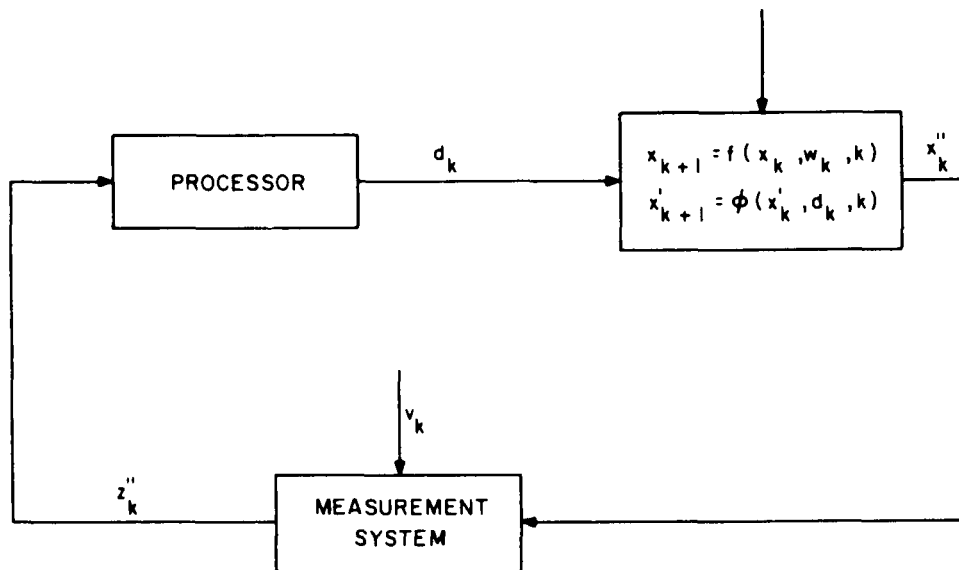 PROCESSOR
d_k
x_{k+1} = f ( x_k , w_k , k )
x'_{k+1} = ϕ ( x'_k , d_k , k )
x''_k
v_k
z''_k
MEASUREMENT
SYSTEM